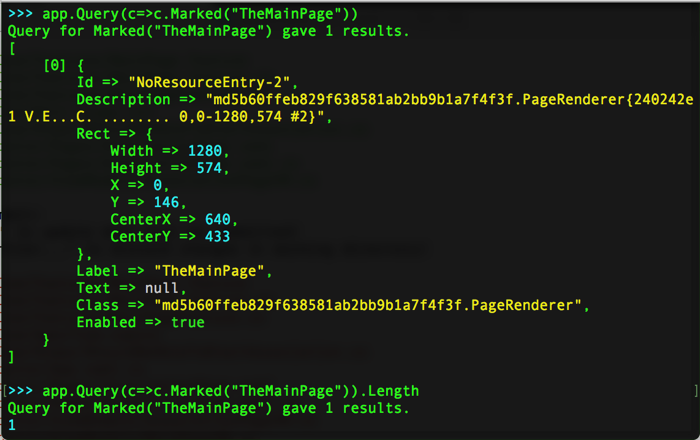 >>> app.Query(c=>c.Marked("TheMainPage"))
Query for Marked("TheMainPage") gave 1 results.
[
    [0] {
        Id => "NoResourceEntry-2",
        Description => "md5b60ffeb829f638581ab2bb9b1a7f4f3f.PageRenderer{240242e
1 V.E...C. ........ 0,0-1280,574 #2}",
        Rect => {
            Width => 1280,
            Height => 574,
            X => 0,
            Y => 146,
            CenterX => 640,
            CenterY => 433
        },
        Label => "TheMainPage",
        Text => null,
        Class => "md5b60ffeb829f638581ab2bb9b1a7f4f3f.PageRenderer",
        Enabled => true
    }
]
[>>> app.Query(c=>c.Marked("TheMainPage")).Length ]
Query for Marked("TheMainPage") gave 1 results.
1